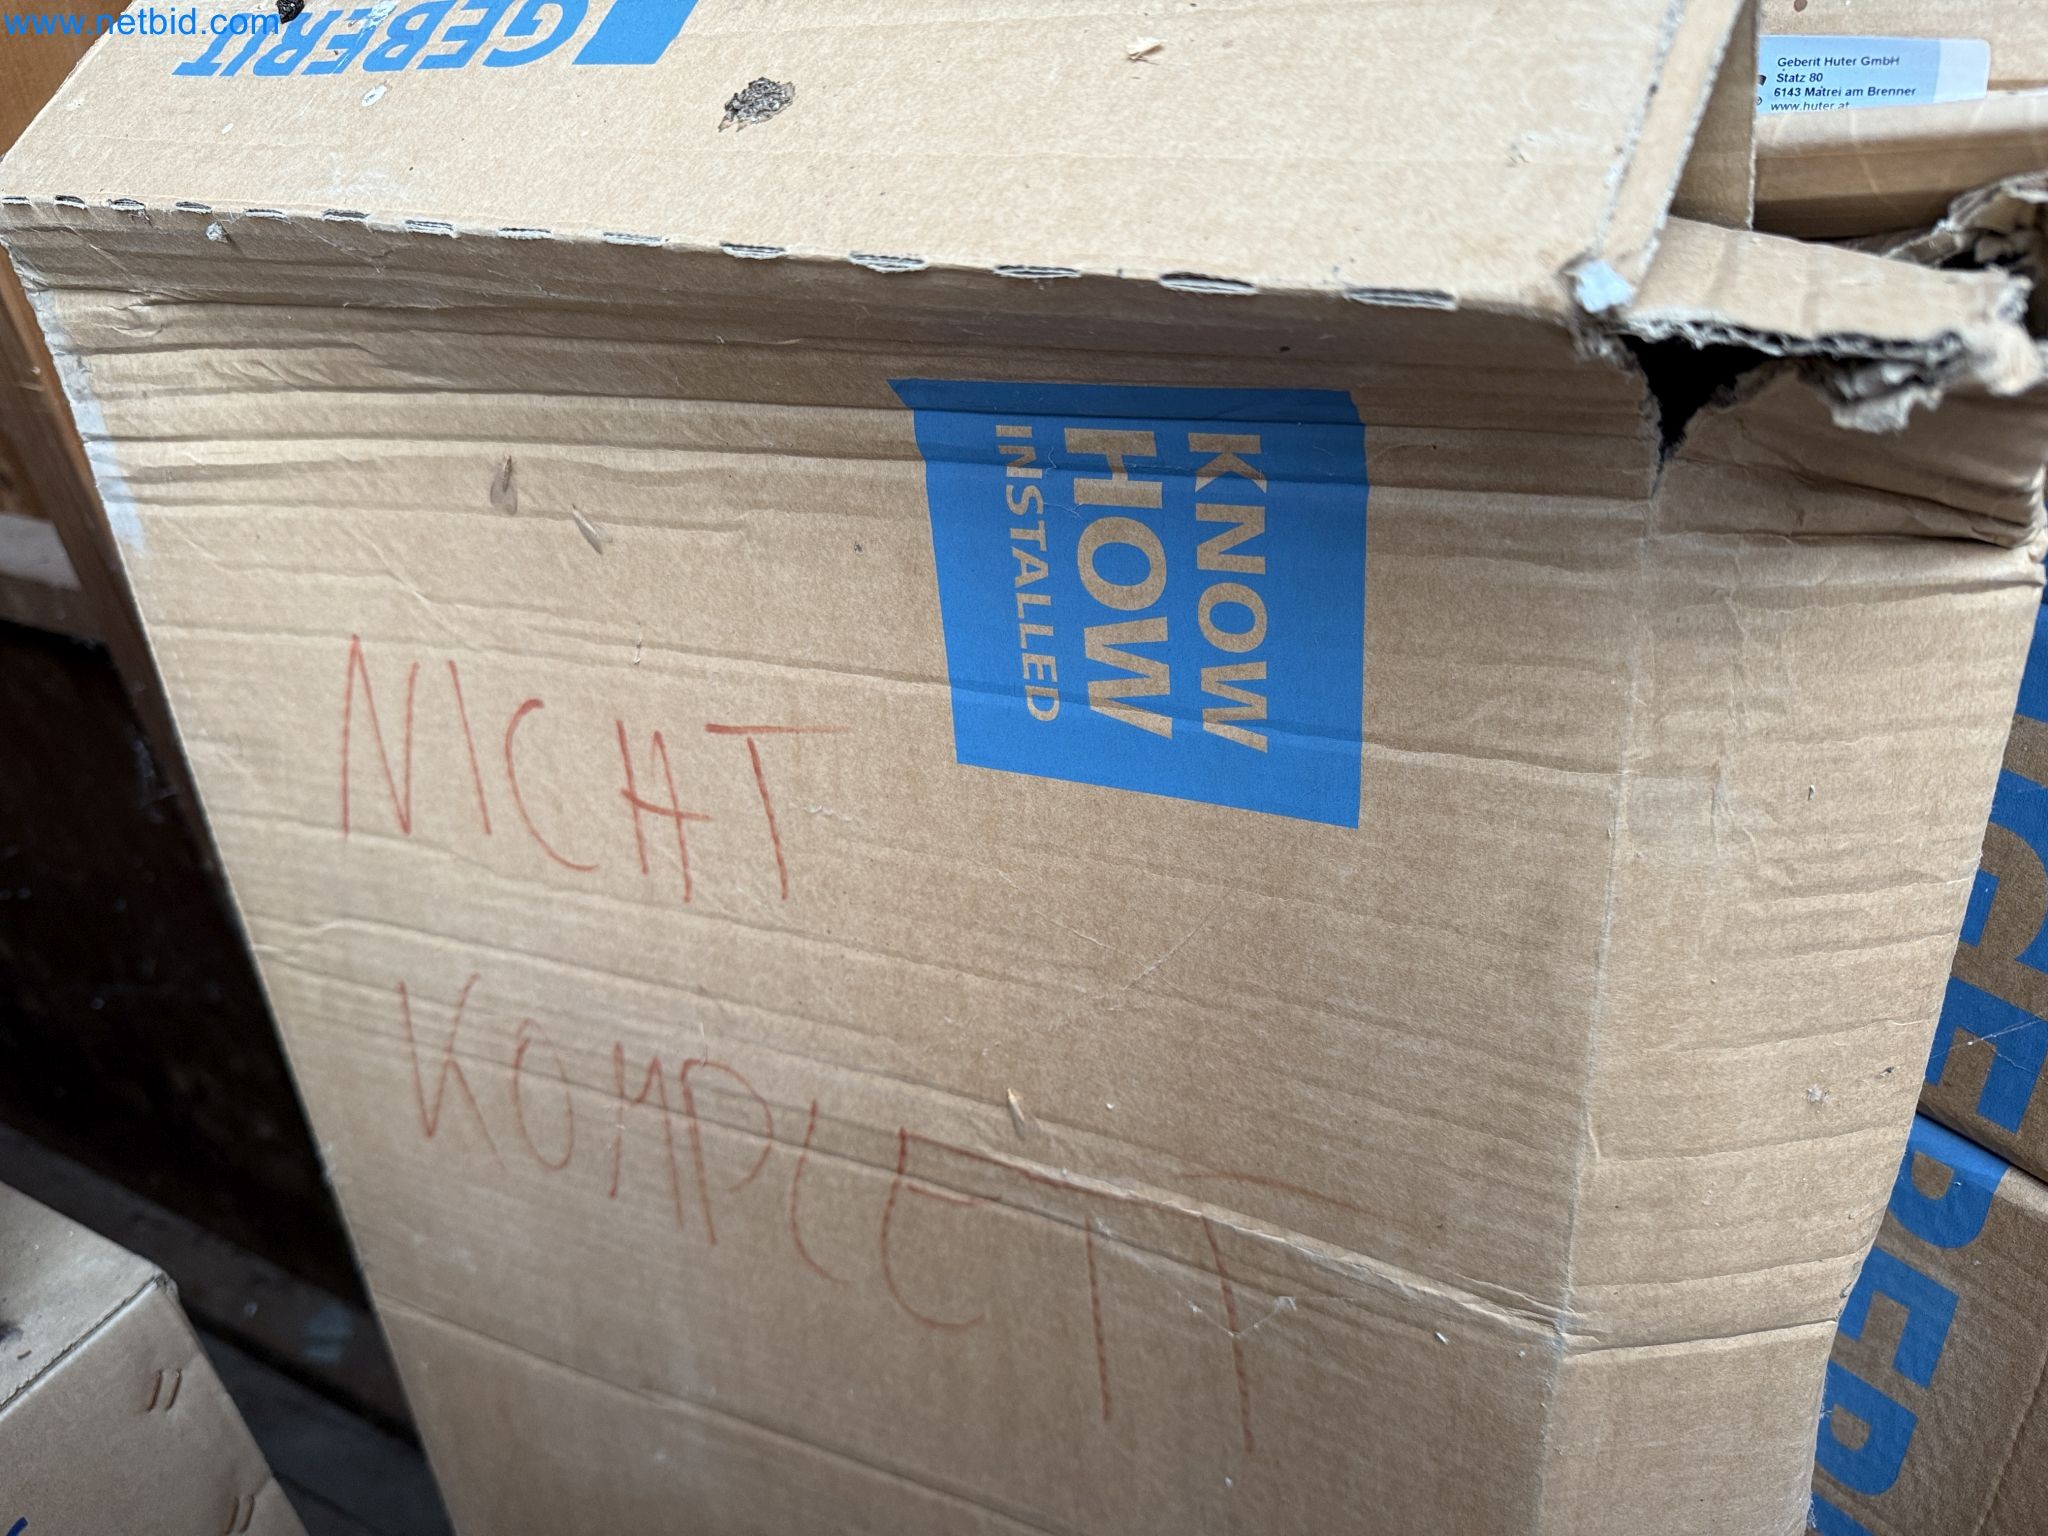 www.netbid.com
GEBERIT
Geberit Huter GmbH
Statz 80
6143 Matrei am Brenner
www.huter.at
KNOW
HOW
INSTALLED
NICHT
KOMPLETT